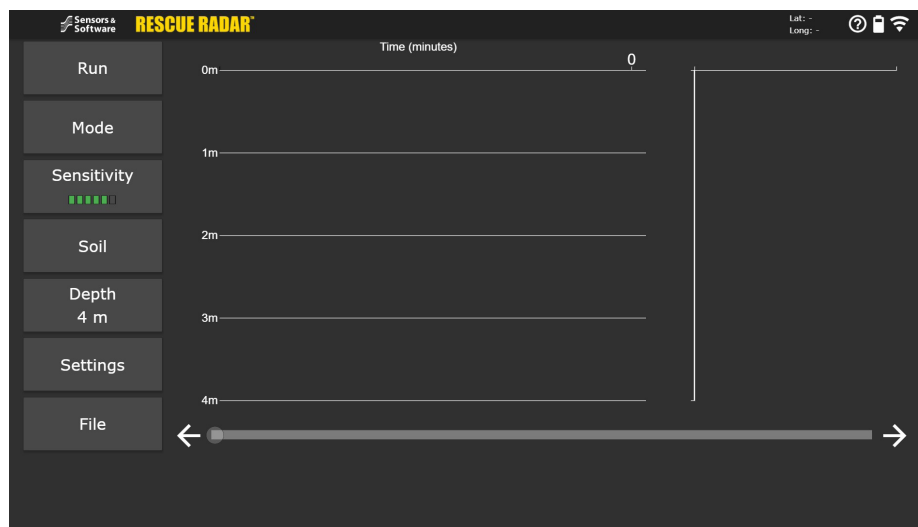 Sensors &
Software
RESCUE RADAR™
Lat: -
Long: -
Run
Mode
Sensitivity
Soil
Depth
4 m
Settings
File
Time (minutes)
0
0m
1m
2m
3m
4m